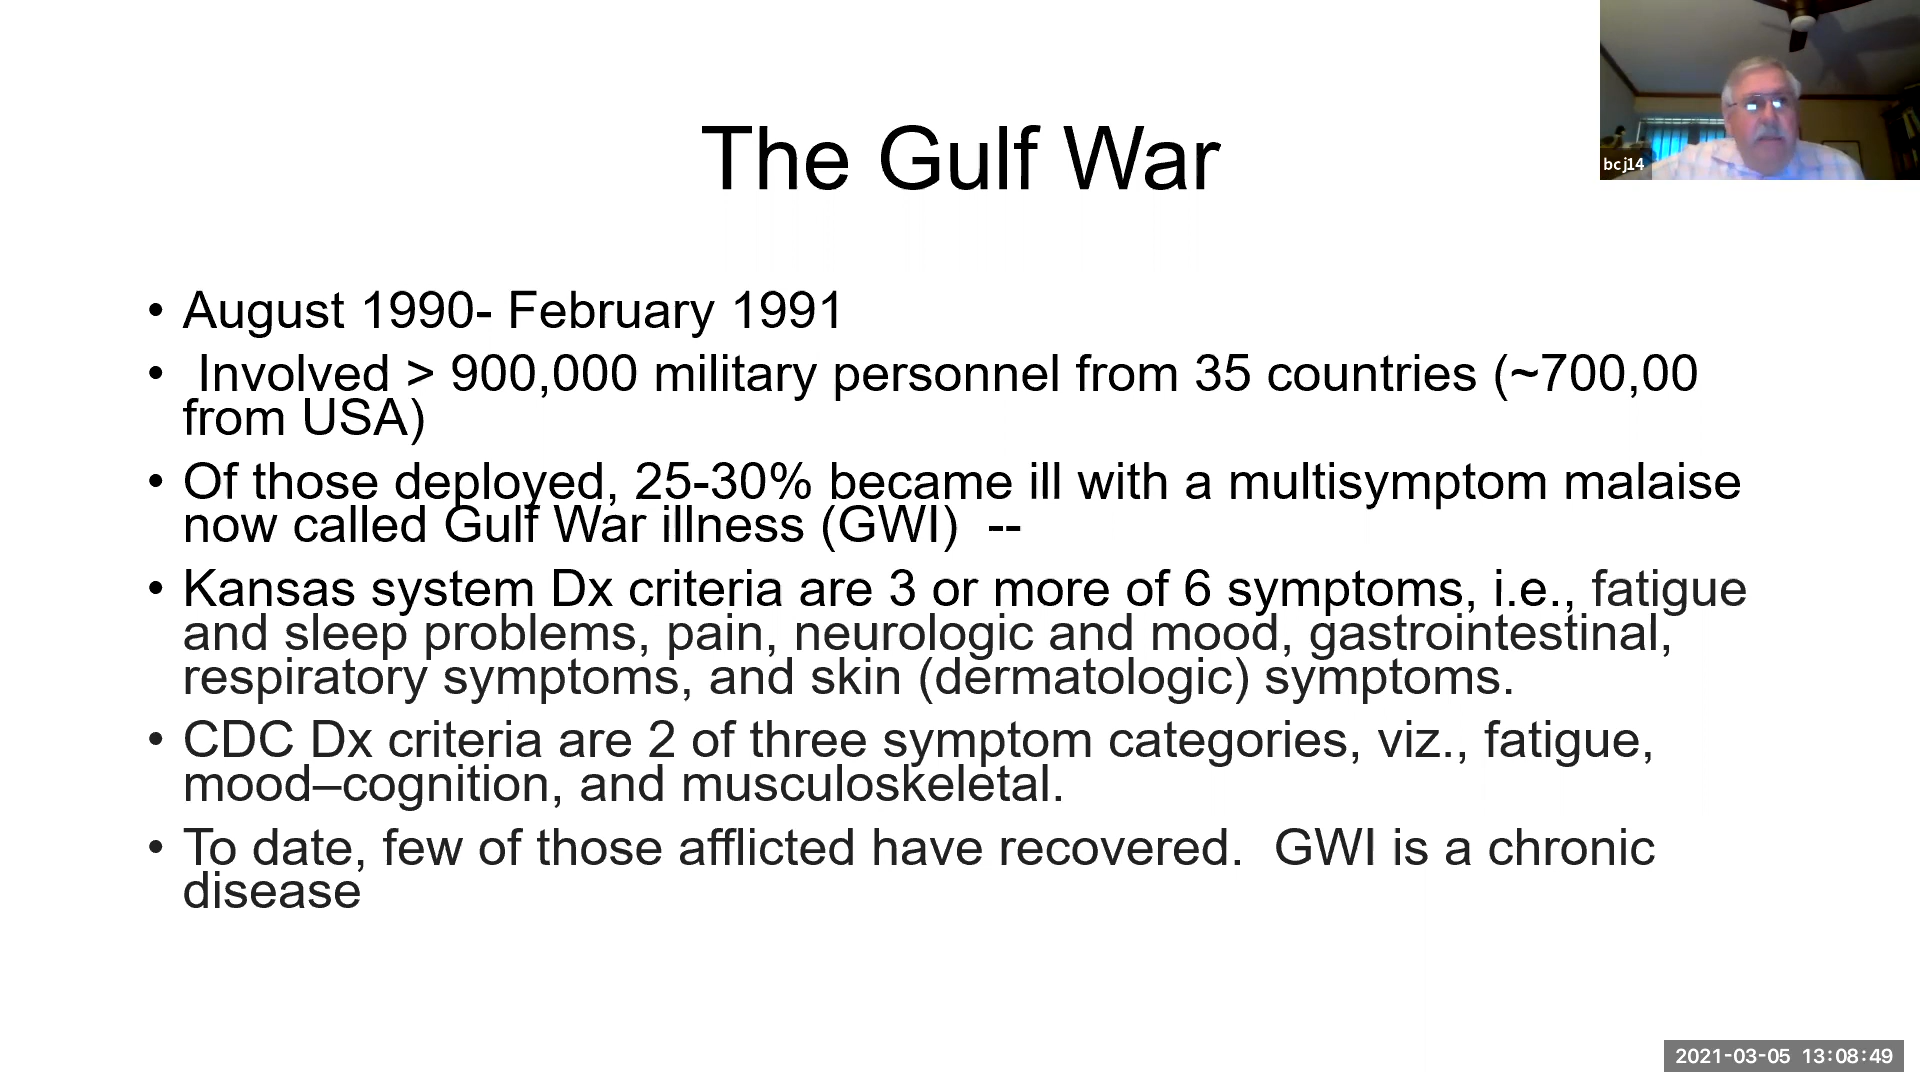 The Gulf War
bcj14
• August 1990- February 1991
• Involved > 900,000 military personnel from 35 countries (~700,00
from USA)
• Of those deployed, 25-30% became ill with a multisymptom malaise
now called Gulf War illness (GWI)  --
• Kansas system Dx criteria are 3 or more of 6 symptoms, i.e., fatigue
and sleep problems, pain, neurologic and mood, gastrointestinal,
respiratory symptoms, and skin (dermatologic) symptoms.
• CDC Dx criteria are 2 of three symptom categories, viz., fatigue,
mood–cognition, and musculoskeletal.
• To date, few of those afflicted have recovered.  GWI is a chronic
disease
2021-03-05 13:08:49